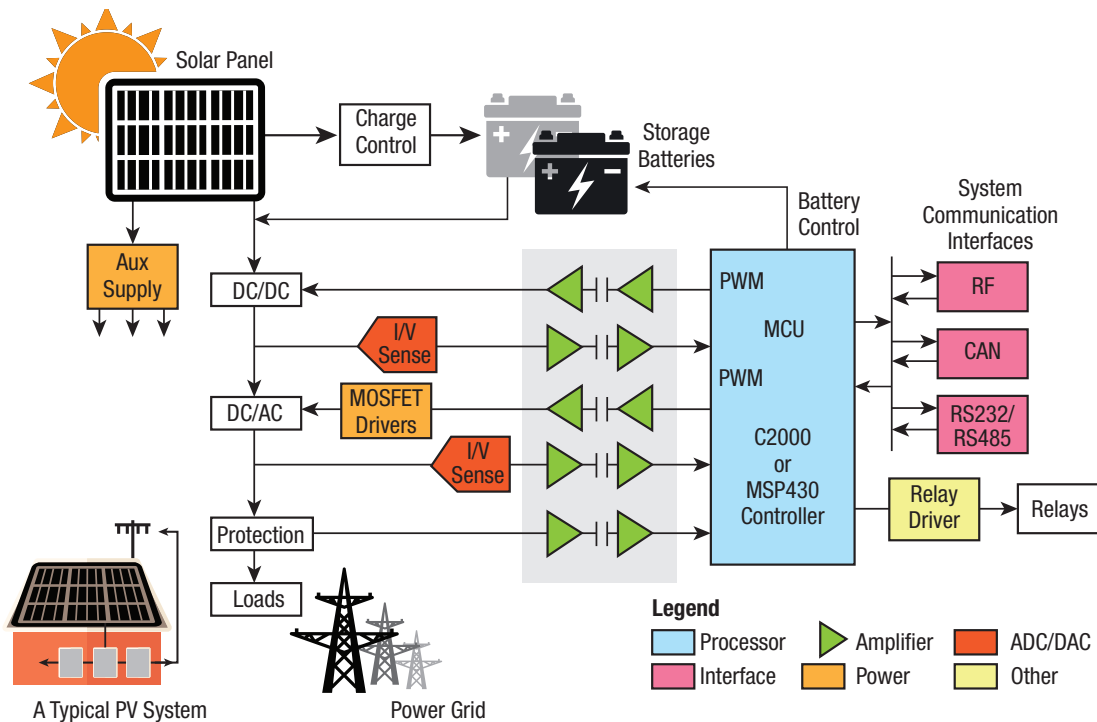 Solar Panel
Charge
Control
+
+
−
Storage
Batteries
Battery
Control
System
Communication
Interfaces
Aux
Supply
DC/DC
PWM
RF
I/V
Sense
MCU
CAN
PWM
DC/AC
MOSFET
Drivers
RS232/
RS485
I/V
Sense
C2000
or
MSP430
Controller
Relay
Driver
Relays
Protection
Loads
Legend
Processor
Amplifier
ADC/DAC
Interface
Power
Other
A Typical PV System
Power Grid